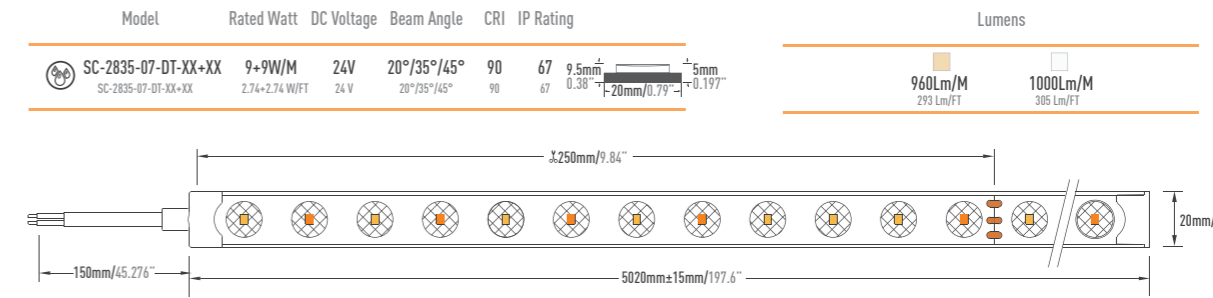 Model Rated Watt DC Voltage Beam Angle CRI IP Rating Lumens
SC-2835-07-DT-XX+XX 9+9W/M 24V 20°/35°/45° 90 67
SC-2835-07-DT-XX+XX 2.74+2.74 W/FT 24 V 20°/35°/45° 90 67
9.5mm 5mm
0.38" 20mm/0.79" 0.197"
960Lm/M 1000Lm/M
293 Lm/FT 305 Lm/FT
250mm/9.84"
20mm/
150mm/45.276" 5020mm±15mm/197.6"